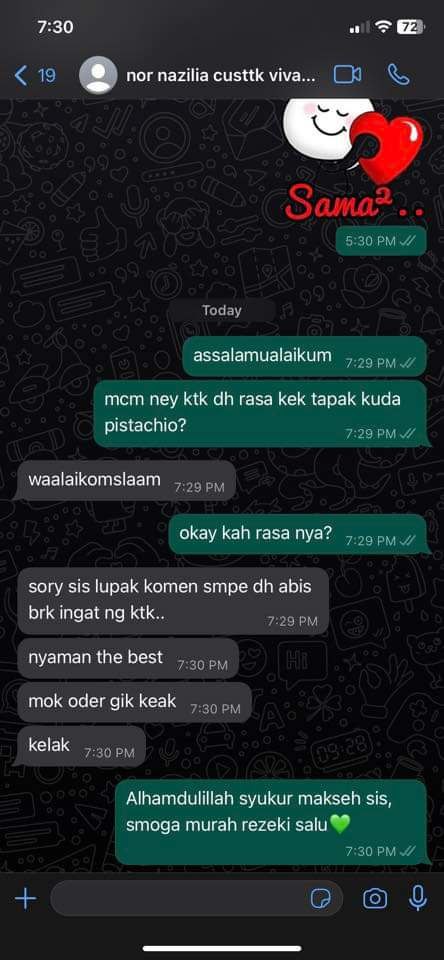 7:30
72
19
nor nazilia custtk viva...
Sama²..
5:30 PM
Today
assalamualaikum 7:29 PM
mcm ney ktk dh rasa kek tapak kuda
pistachio?
7:29 PM
waalaikomslaam 7:29 PM
okay kah rasa nya? 7:29 PM
sory sis lupak komen smpe dh abis
brk ingat ng ktk..
7:29 PM
nyaman the best 7:30 PM
mok oder gik keak 7:30 PM
kelak 7:30 PM
Alhamdulillah syukur makseh sis,
smoga murah rezeki salu💚
7:30 PM